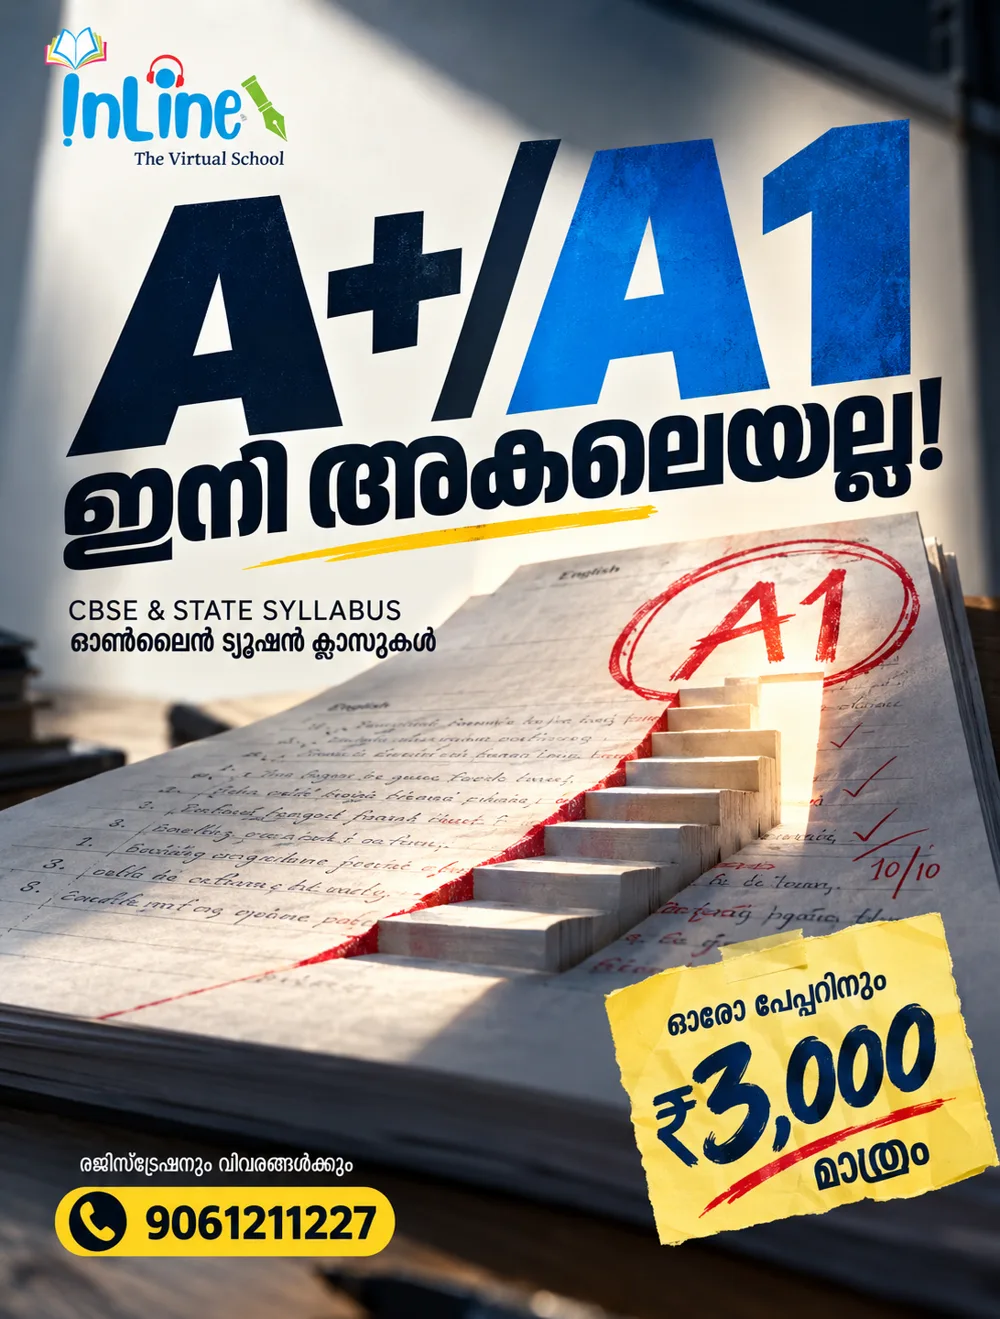 InLine
The Virtual School
A+/A1
ഇനി അകലെയല്ല!
CBSE & STATE SYLLABUS
ഓൺലൈൻ ട്യൂഷൻ ക്ലാസുകൾ
English
A1
English
10/10
ഓരോ പേപ്പറിനും
₹3,000
മാത്രം
രജിസ്ട്രേഷനും വിവരങ്ങൾക്കും
9061211227